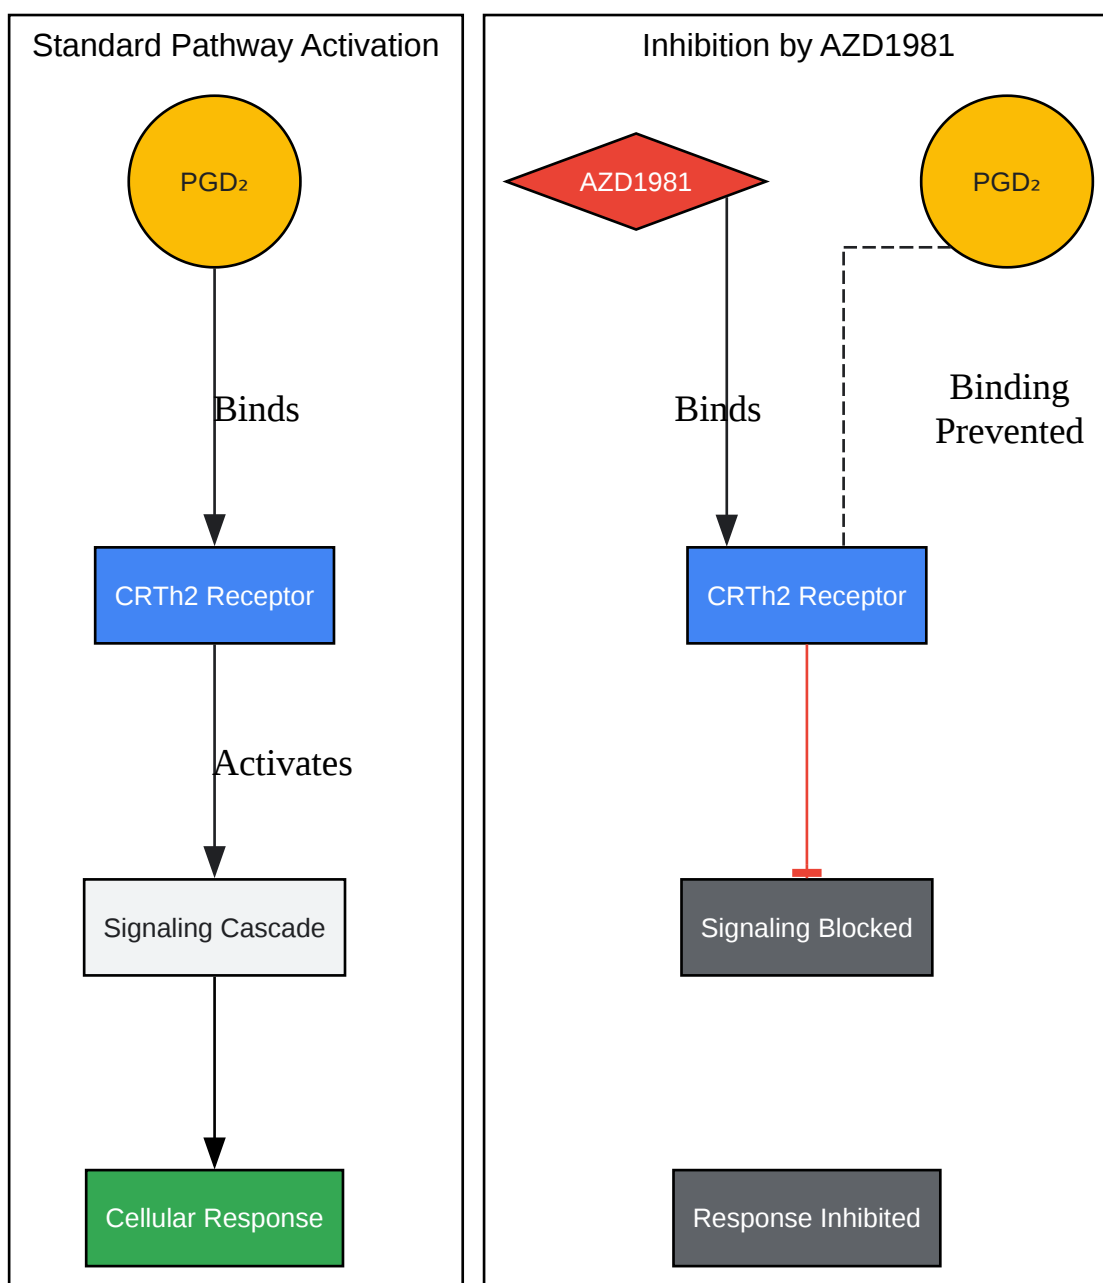 Standard Pathway Activation
PGD₂
Binds
CRTh2 Receptor
Activates
Signaling Cascade
Cellular Response
Inhibition by AZD1981
AZD1981
PGD₂
Binds
Binding
Prevented
CRTh2 Receptor
Signaling Blocked
Response Inhibited